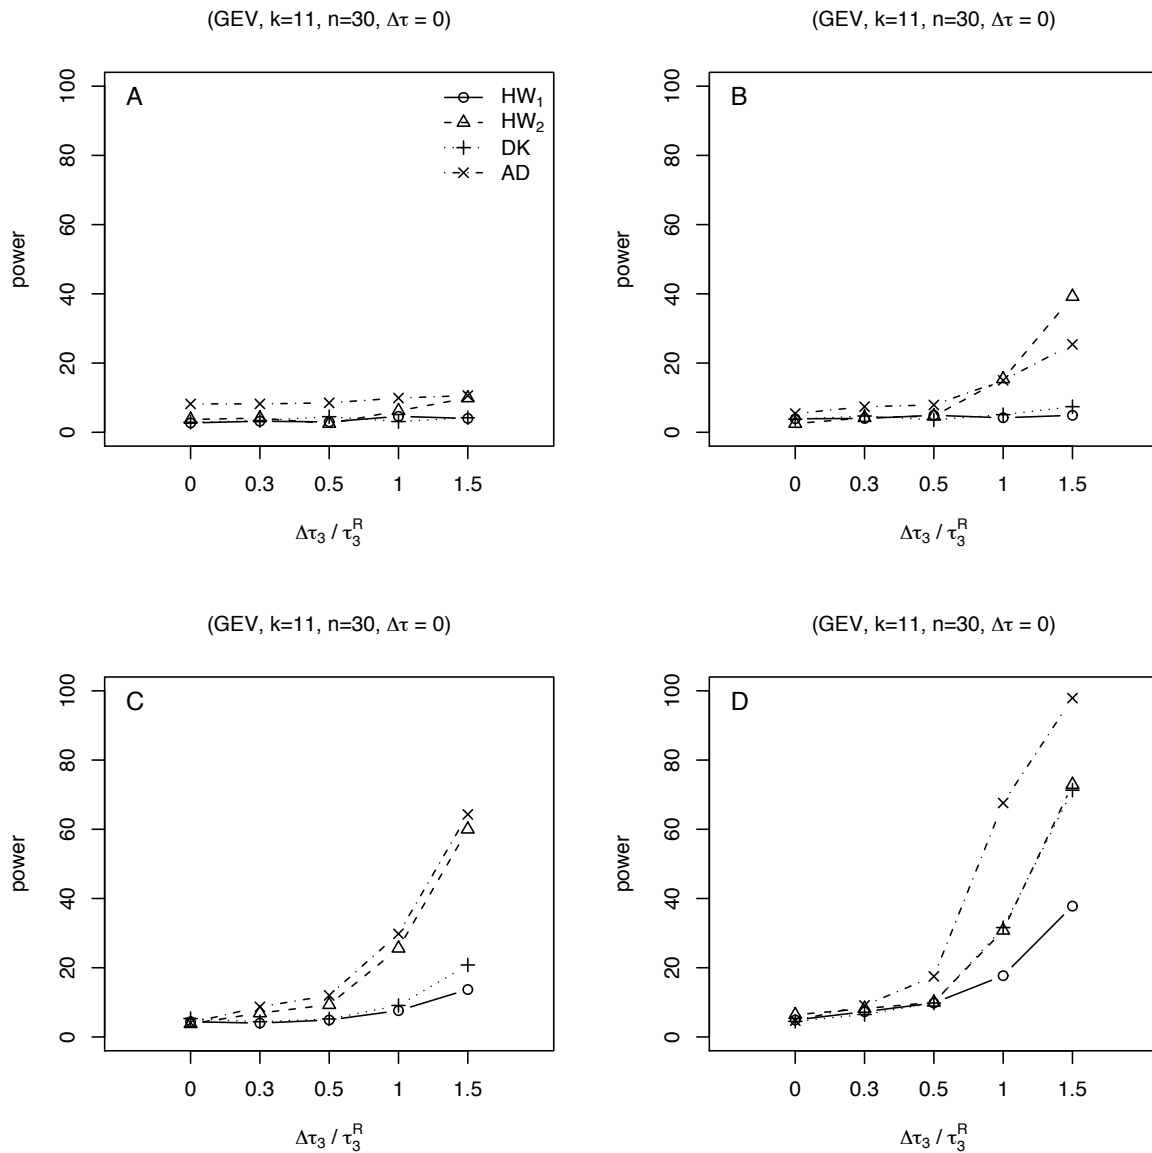 (GEV, k=11, n=30, Δτ = 0)
A
HW₁
HW₂
DK
AD
power
0 20 40 60 80 100
0 0.3 0.5 1 1.5
Δτ₃ / τ₃ᴿ
(GEV, k=11, n=30, Δτ = 0)
B
power
0 20 40 60 80 100
0 0.3 0.5 1 1.5
Δτ₃ / τ₃ᴿ
(GEV, k=11, n=30, Δτ = 0)
C
power
0 20 40 60 80 100
0 0.3 0.5 1 1.5
Δτ₃ / τ₃ᴿ
(GEV, k=11, n=30, Δτ = 0)
D
power
0 20 40 60 80 100
0 0.3 0.5 1 1.5
Δτ₃ / τ₃ᴿ